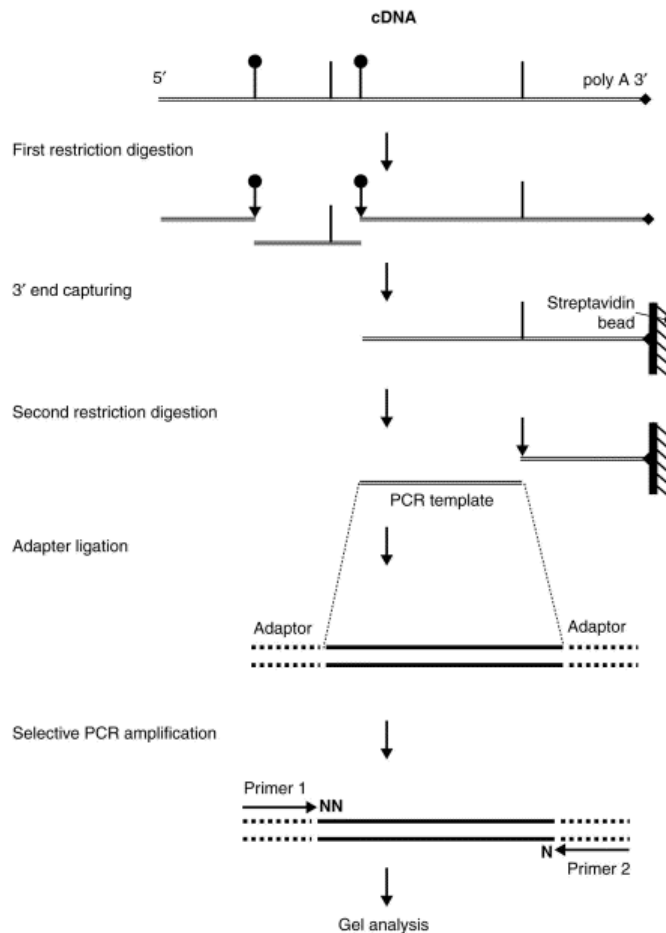 cDNA
5′
poly A 3′
First restriction digestion
3′ end capturing
Streptavidin
bead
Second restriction digestion
PCR template
Adapter ligation
Adaptor
Adaptor
Selective PCR amplification
Primer 1
NN
N
Primer 2
Gel analysis